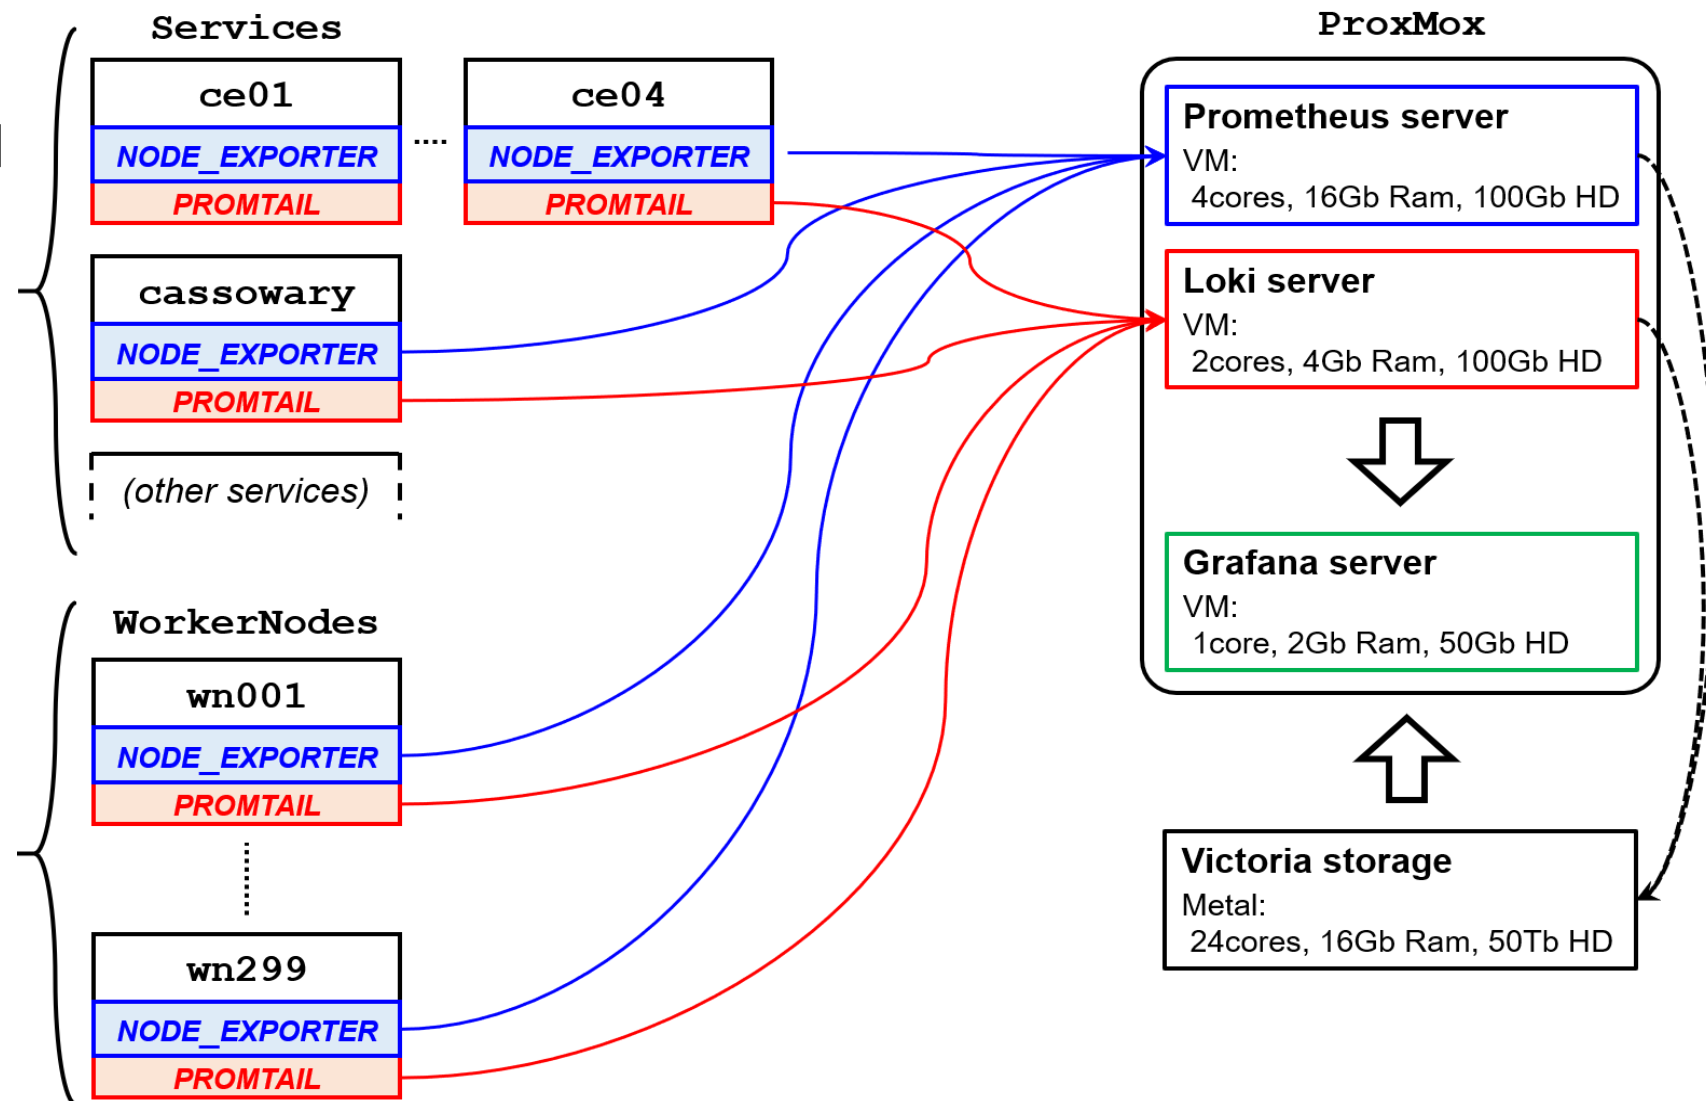 Services
ce01
NODE_EXPORTER
PROMTAIL
....
ce04
NODE_EXPORTER
PROMTAIL
cassowary
NODE_EXPORTER
PROMTAIL
(other services)
WorkerNodes
wn001
NODE_EXPORTER
PROMTAIL
wn299
NODE_EXPORTER
PROMTAIL
ProxMox
Prometheus server
VM:
4cores, 16Gb Ram, 100Gb HD
Loki server
VM:
2cores, 4Gb Ram, 100Gb HD
Grafana server
VM:
1core, 2Gb Ram, 50Gb HD
Victoria storage
Metal:
24cores, 16Gb Ram, 50Tb HD